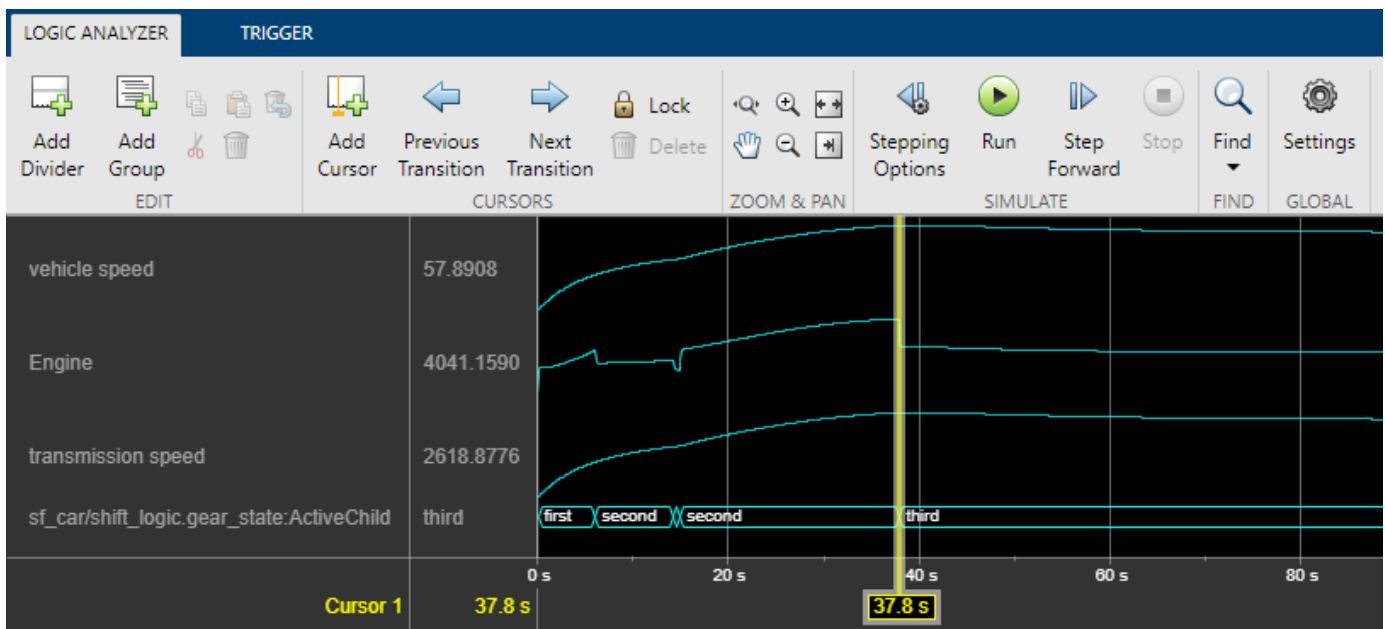 LOGIC ANALYZER TRIGGER
Add Divider
Add Group
EDIT
Add Cursor
Previous Transition
Next Transition
Lock
Delete
CURSORS
ZOOM & PAN
Stepping Options
Run
Step Forward
Stop
SIMULATE
Find
FIND
Settings
GLOBAL
vehicle speed 57.8908
Engine 4041.1590
transmission speed 2618.8776
sf_car/shift_logic.gear_state:ActiveChild third first second second third
0 s 20 s 40 s 60 s 80 s
Cursor 1 37.8 s 37.8 s